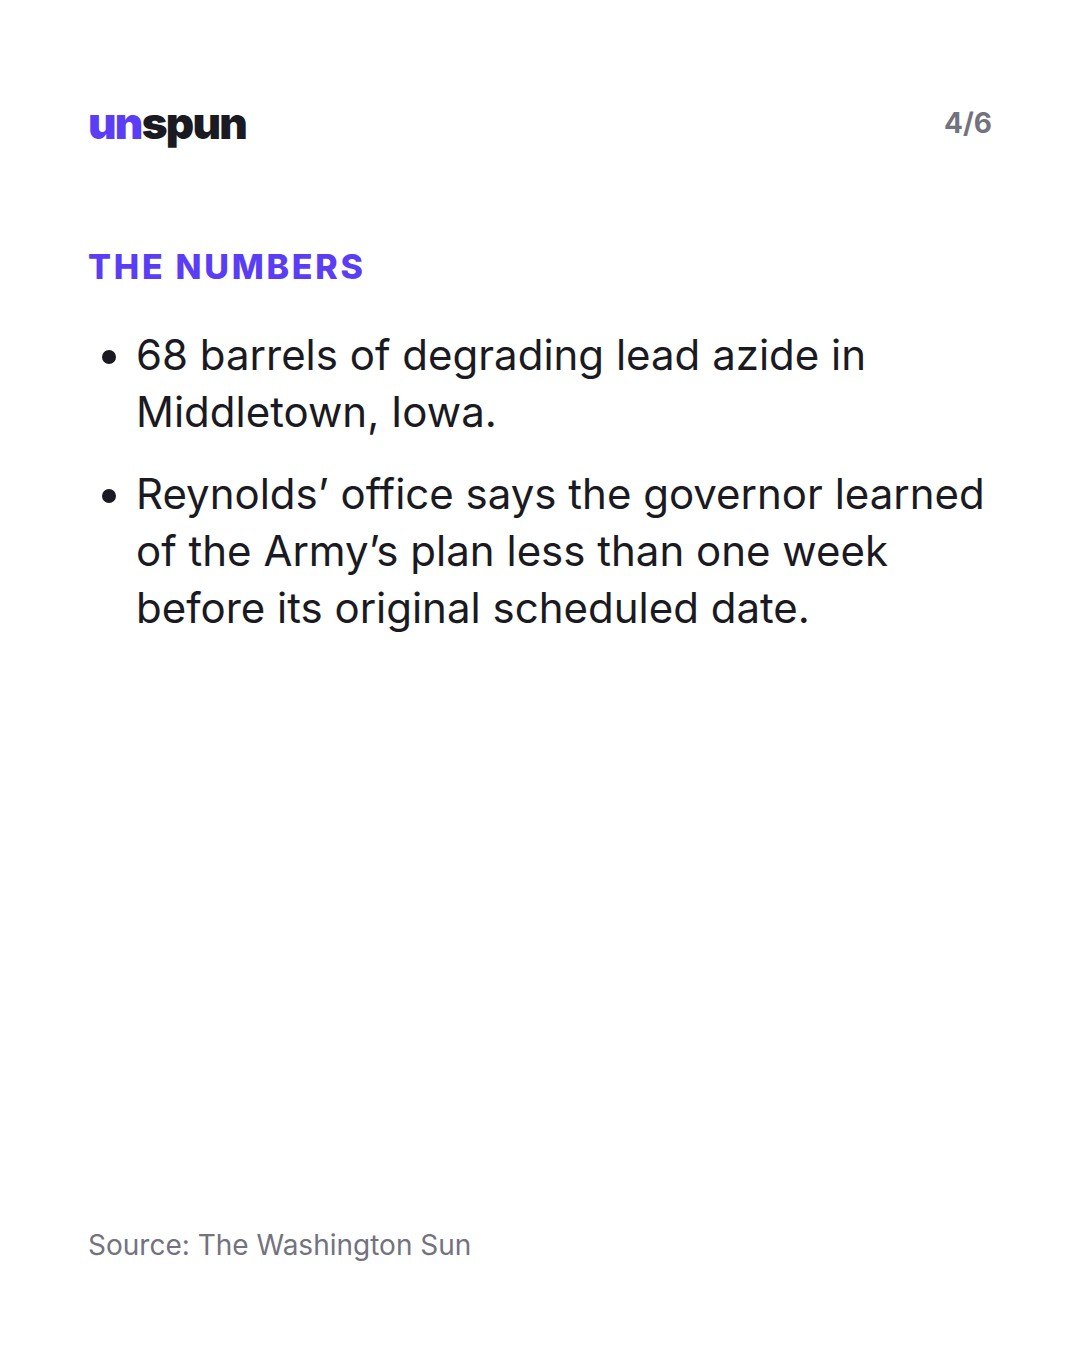 unspun
4/6
THE NUMBERS
• 68 barrels of degrading lead azide in
Middletown, Iowa.
• Reynolds’ office says the governor learned
of the Army’s plan less than one week
before its original scheduled date.
Source: The Washington Sun